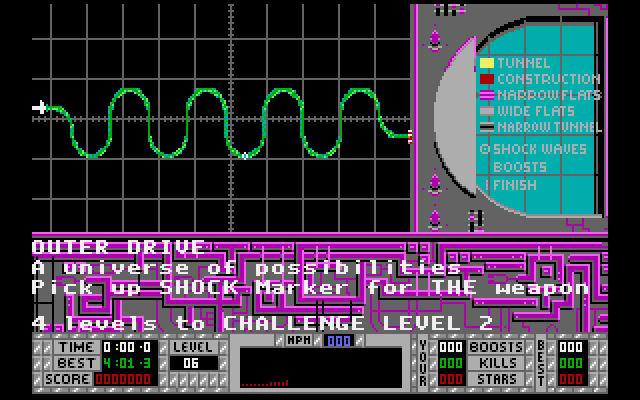 TUNNEL
CONSTRUCTION
NARROW FLATS
WIDE FLATS
NARROW TUNNEL
SHOCK WAVES
BOOSTS
FINISH
OUTER DRIVE
A universe of possibilities
Pick up SHOCK Marker for THE weapon
4 levels to CHALLENGE LEVEL 2
TIME 0:00·0
BEST 4:01·3
SCORE 0000000
LEVEL
06
MPH 000
YOUR
000 BOOSTS 000
000 KILLS 000
000 STARS 000
BEST